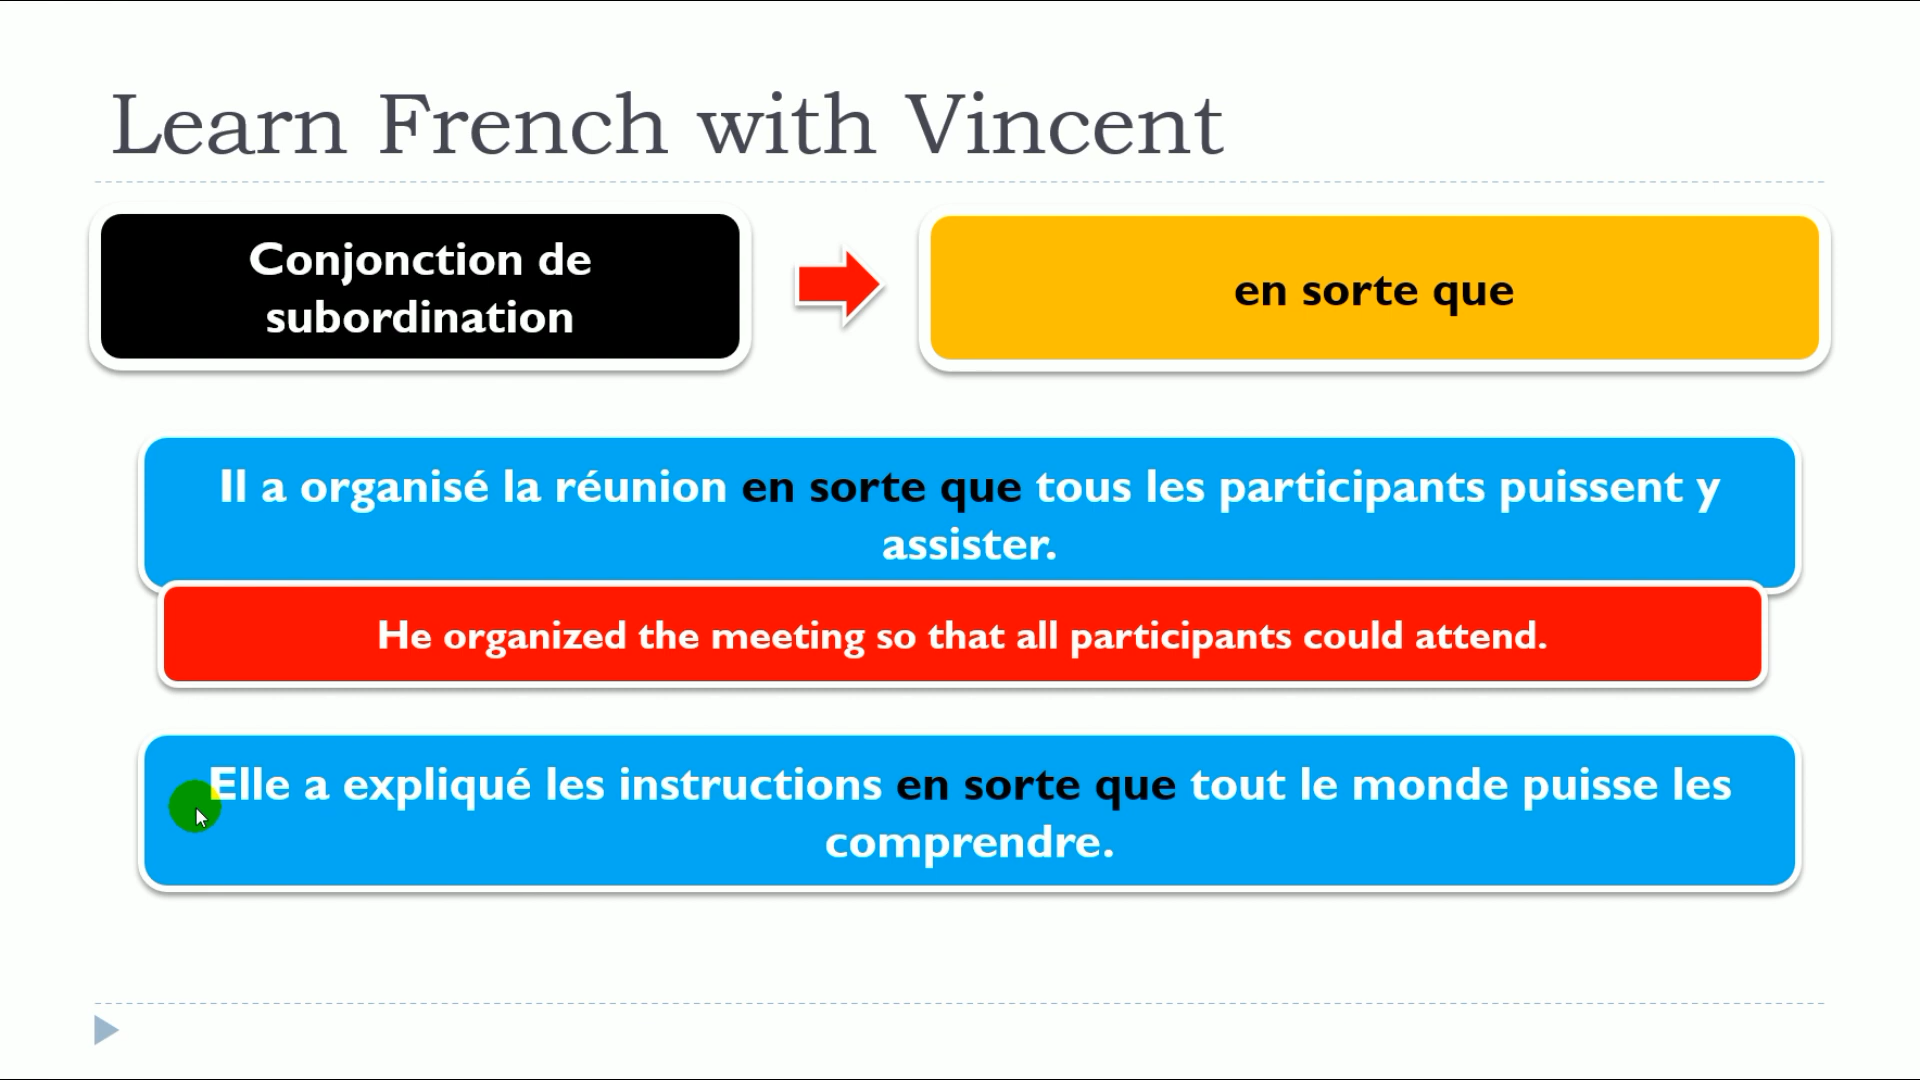 Learn French with Vincent
Conjonction de
subordination
en sorte que
Il a organisé la réunion en sorte que tous les participants puissent y
assister.
He organized the meeting so that all participants could attend.
Elle a expliqué les instructions en sorte que tout le monde puisse les
comprendre.